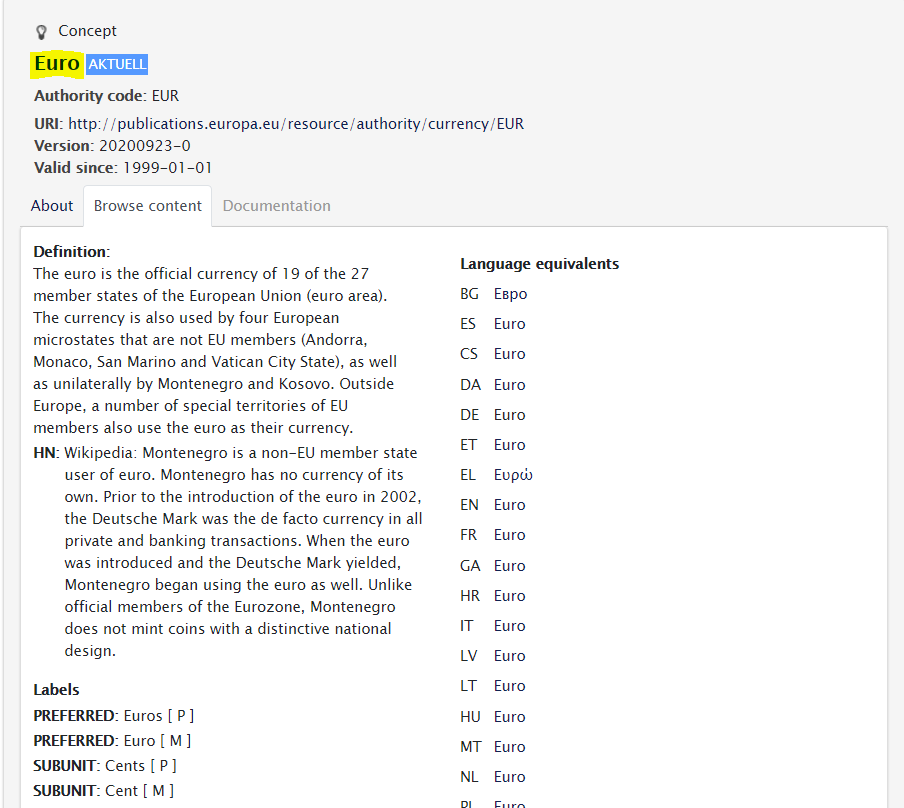 Concept
Euro AKTUELL
Authority code: EUR
URI: http://publications.europa.eu/resource/authority/currency/EUR
Version: 20200923-0
Valid since: 1999-01-01
About Browse content Documentation
Definition:
The euro is the official currency of 19 of the 27
member states of the European Union (euro area).
The currency is also used by four European
microstates that are not EU members (Andorra,
Monaco, San Marino and Vatican City State), as well
as unilaterally by Montenegro and Kosovo. Outside
Europe, a number of special territories of EU
members also use the euro as their currency.
HN: Wikipedia: Montenegro is a non-EU member state
user of euro. Montenegro has no currency of its
own. Prior to the introduction of the euro in 2002,
the Deutsche Mark was the de facto currency in all
private and banking transactions. When the euro
was introduced and the Deutsche Mark yielded,
Montenegro began using the euro as well. Unlike
official members of the Eurozone, Montenegro
does not mint coins with a distinctive national
design.
Labels
PREFERRED: Euros [ P ]
PREFERRED: Euro [ M ]
SUBUNIT: Cents [ P ]
SUBUNIT: Cent [ M ]
Language equivalents
BG Евро
ES Euro
CS Euro
DA Euro
DE Euro
ET Euro
EL Ευρώ
EN Euro
FR Euro
GA Euro
HR Euro
IT Euro
LV Euro
LT Euro
HU Euro
MT Euro
NL Euro
PL Euro